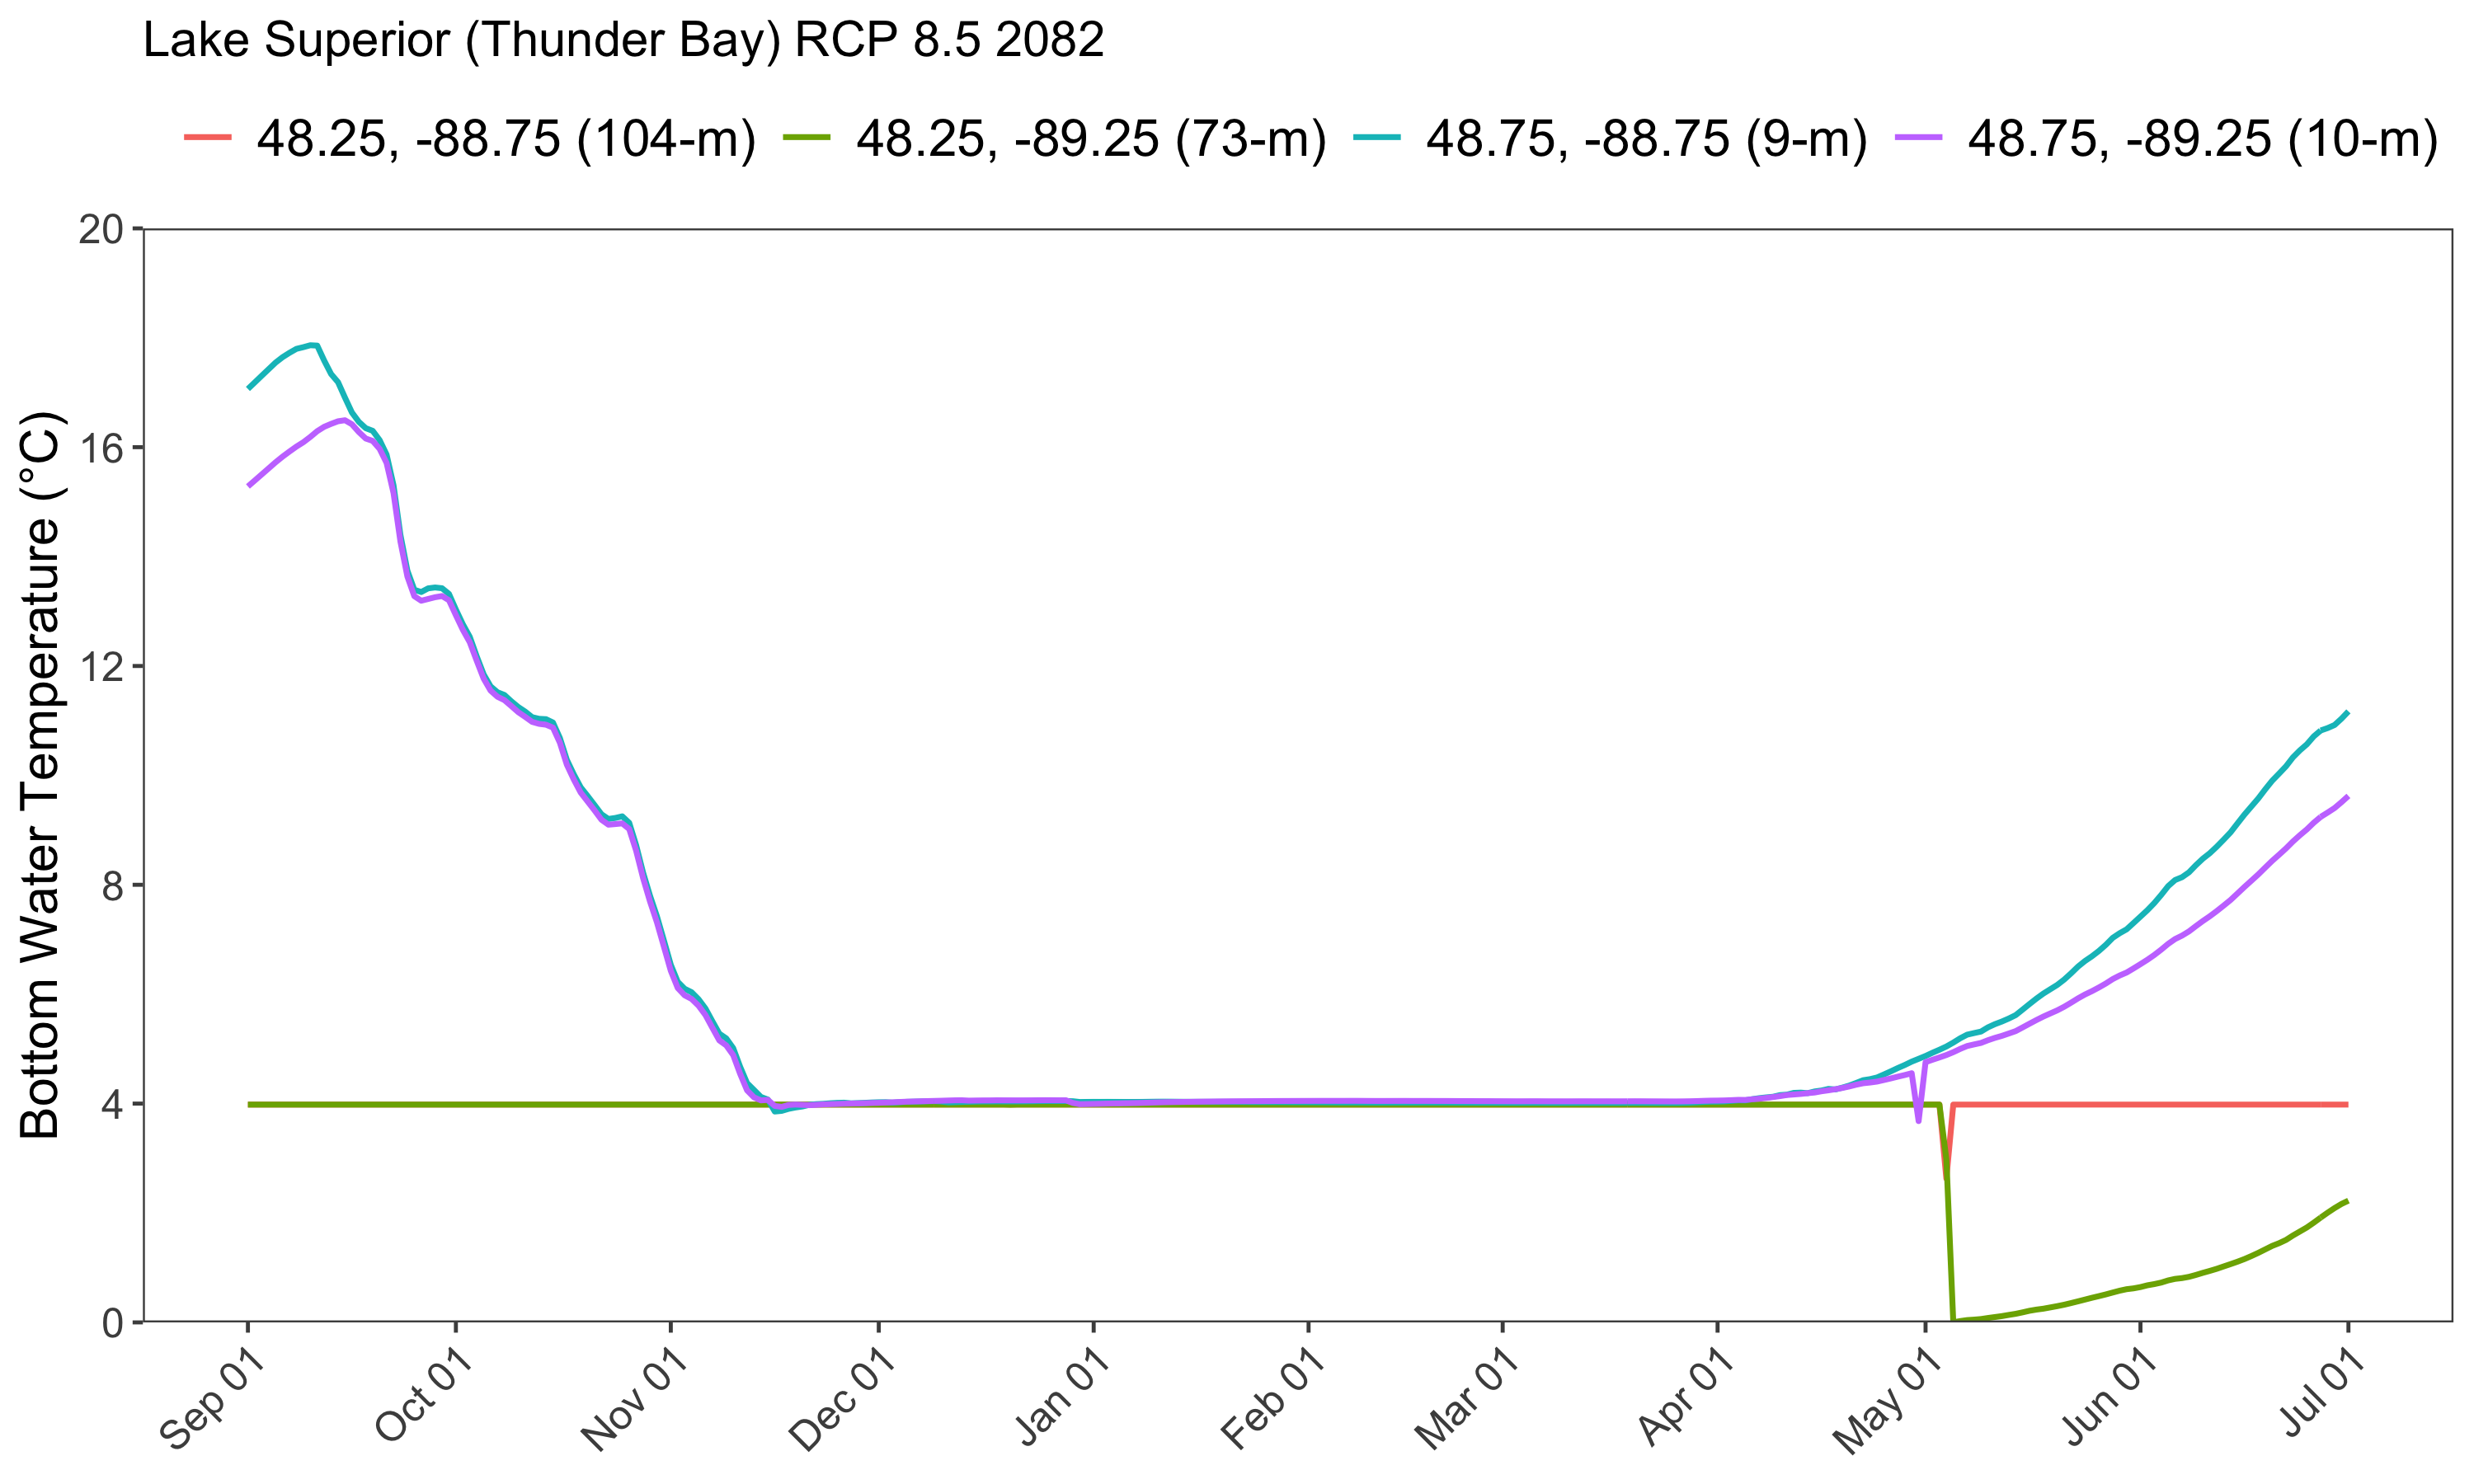 Lake Superior (Thunder Bay) RCP 8.5 2082
48.25, -88.75 (104-m) 48.25, -89.25 (73-m) 48.75, -88.75 (9-m) 48.75, -89.25 (10-m)
Bottom Water Temperature (°C)
20
16
12
8
4
0
Sep 01 Oct 01 Nov 01 Dec 01 Jan 01 Feb 01 Mar 01 Apr 01 May 01 Jun 01 Jul 01